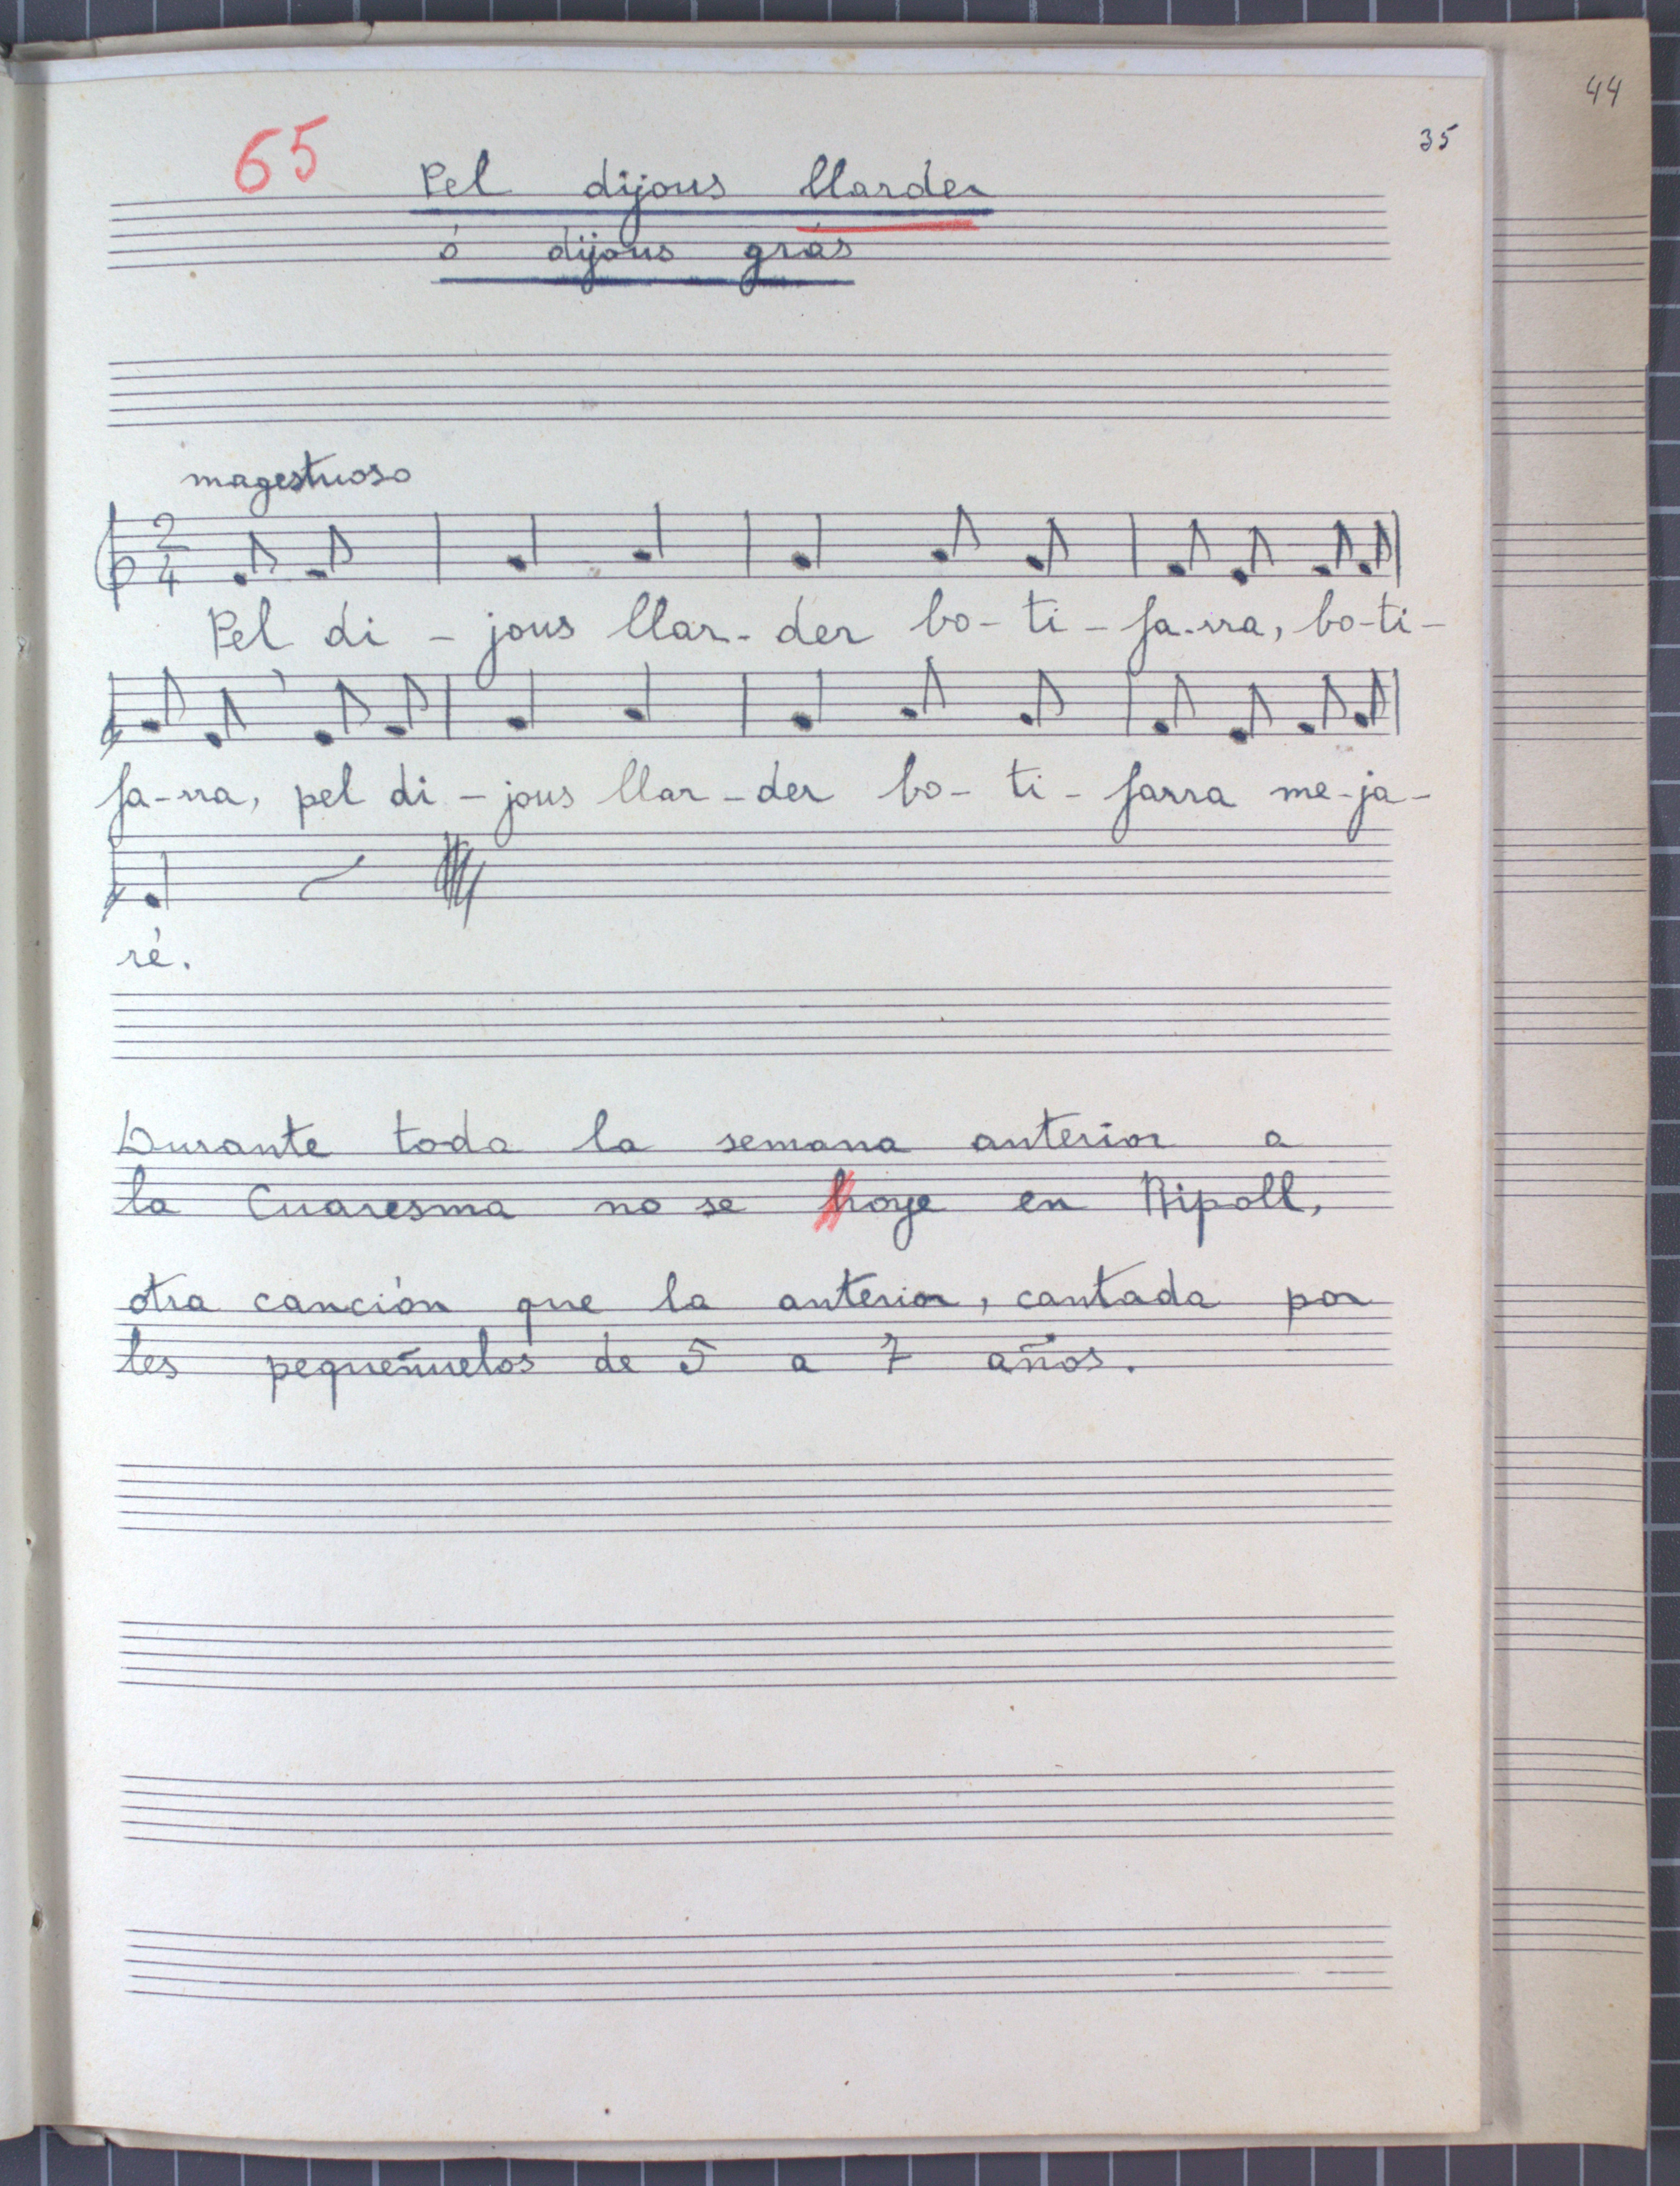 44
35
65
Pel dijous llarder
ó dijous grás
magestuoso
2
4
Pel di - jous llar - der bo - ti - fa - rra, bo - ti -
fa - rra, pel di - jous llar - der bo - ti - farra me - ja -
ré.
Durante toda la semana anterior a
la Cuaresma no se hoye en Ripoll,
otra canción que la anterior, cantada por
les pequeñuelos de 5 a 7 años.